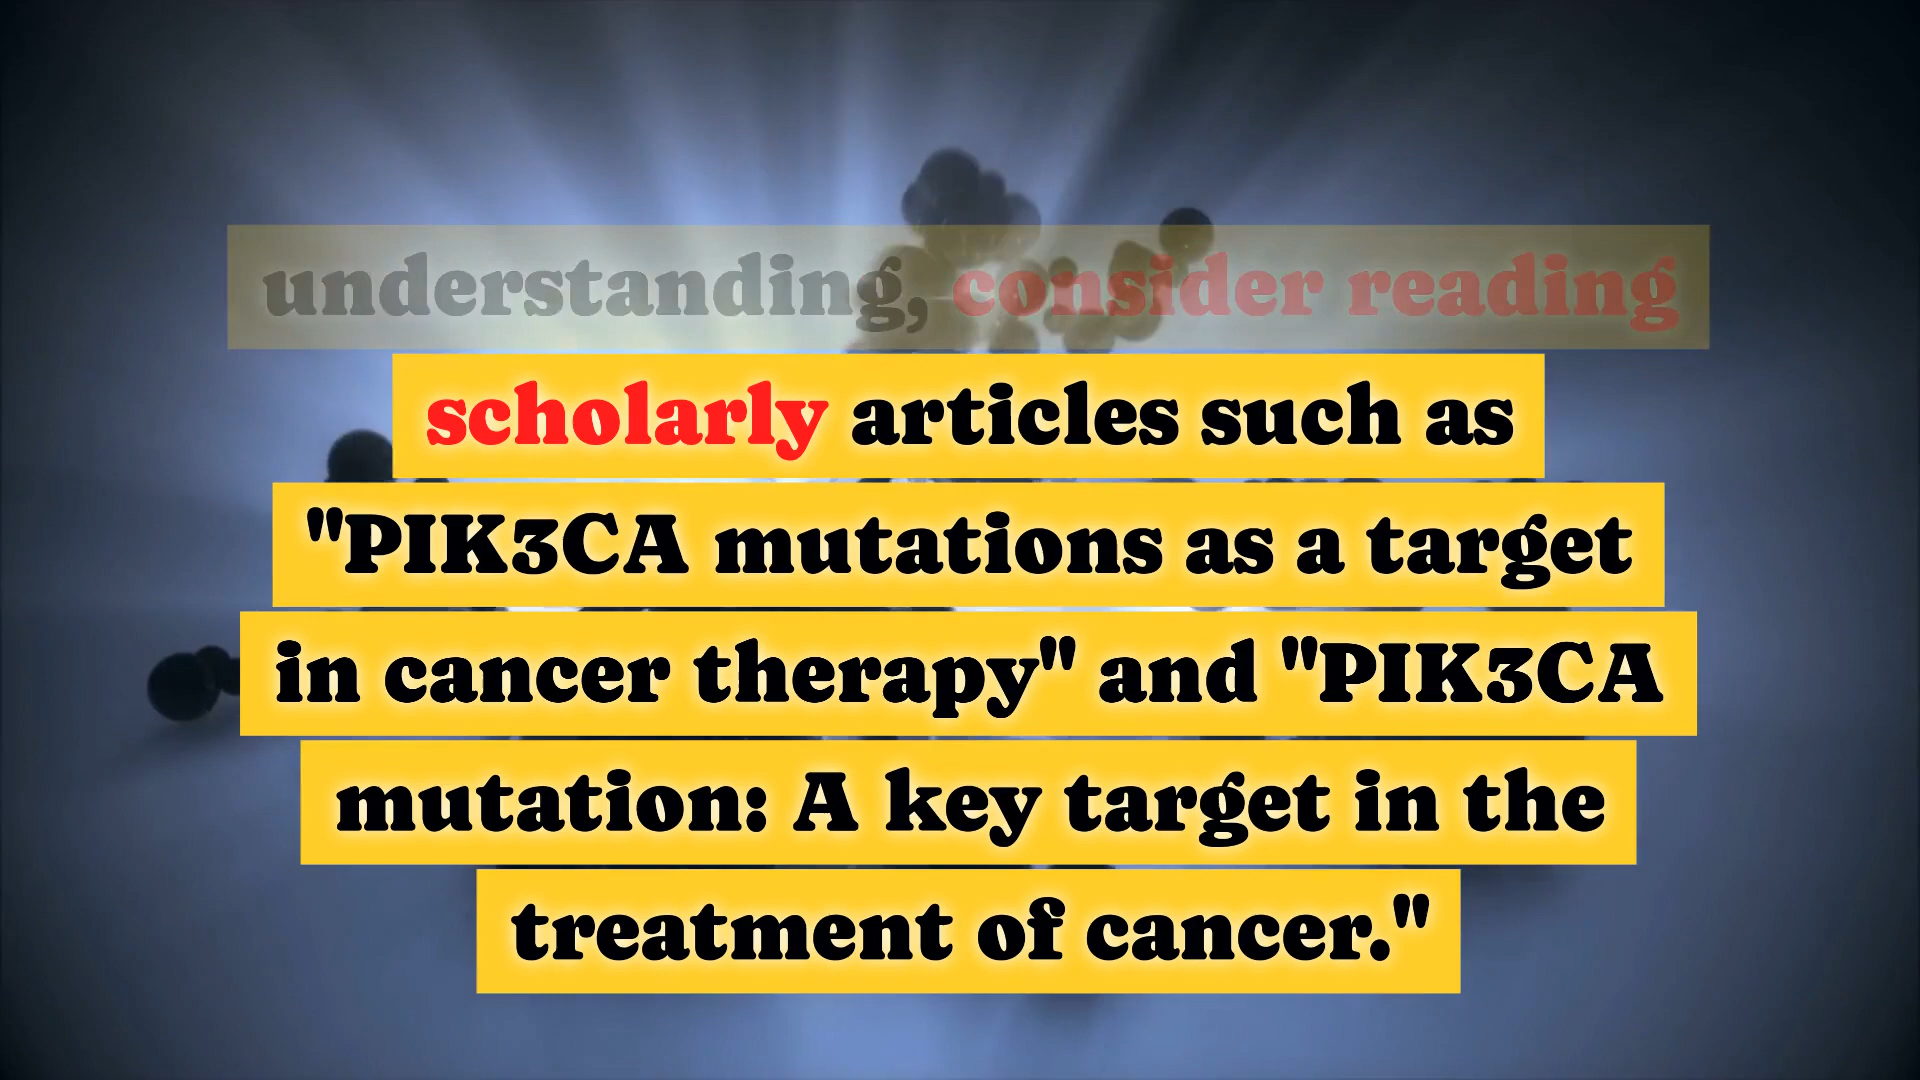 understanding, consider reading
scholarly articles such as
"PIK3CA mutations as a target
in cancer therapy" and "PIK3CA
mutation: A key target in the
treatment of cancer."